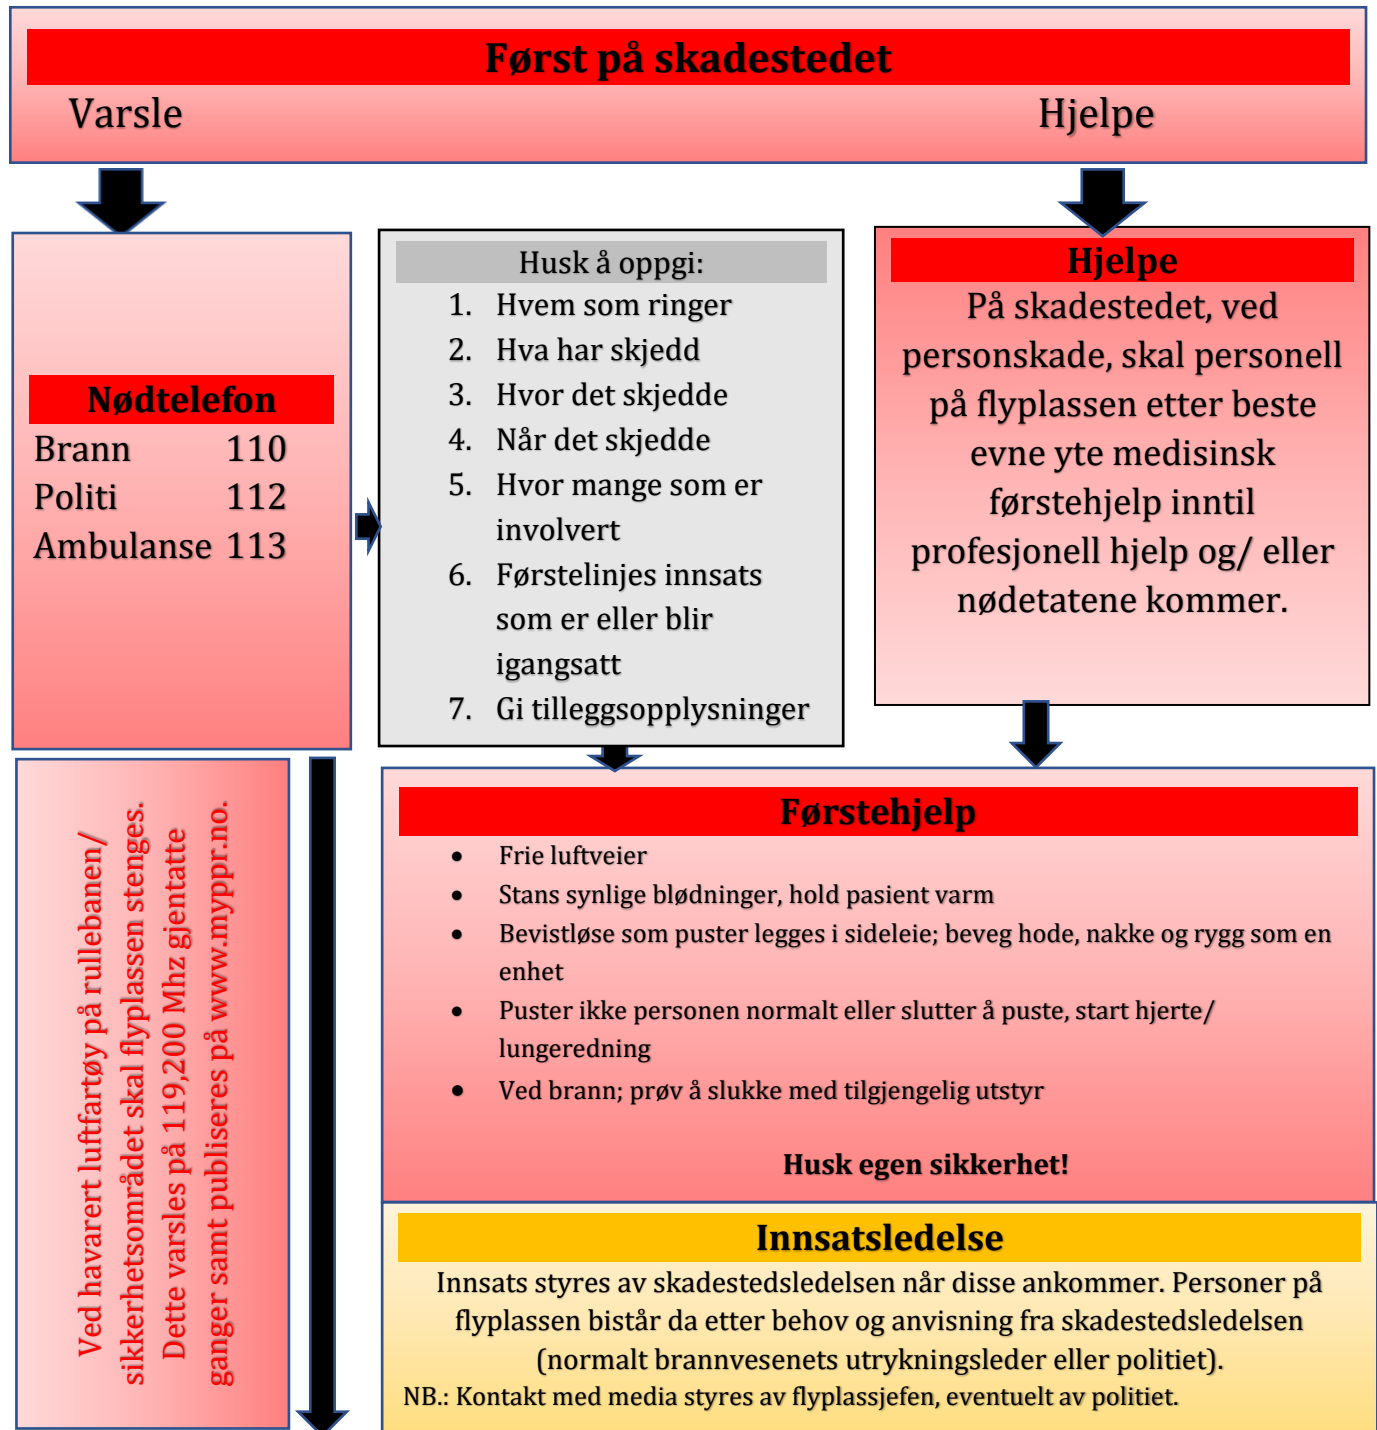 Først på skadestedet
Varsle Hjelpe
Nødtelefon
Brann 110
Politi 112
Ambulanse 113
Husk å oppgi:
1. Hvem som ringer
2. Hva har skjedd
3. Hvor det skjedde
4. Når det skjedde
5. Hvor mange som er
involvert
6. Førstelinjes innsats
som er eller blir
igangsatt
7. Gi tilleggsopplysninger
Hjelpe
På skadestedet, ved
personskade, skal personell
på flyplassen etter beste
evne yte medisinsk
førstehjelp inntil
profesjonell hjelp og/ eller
nødetatene kommer.
Ved havarert luftfartøy på rullebanen/
sikkerhetsområdet skal flyplassen stenges.
Dette varsles på 119,200 Mhz gjentatte
ganger samt publiseres på www.myppr.no.
Førstehjelp
• Frie luftveier
• Stans synlige blødninger, hold pasient varm
• Bevistløse som puster legges i sideleie; beveg hode, nakke og rygg som en
enhet
• Puster ikke personen normalt eller slutter å puste, start hjerte/
lungeredning
• Ved brann; prøv å slukke med tilgjengelig utstyr
Husk egen sikkerhet!
Innsatsledelse
Innsats styres av skadestedsledelsen når disse ankommer. Personer på
flyplassen bistår da etter behov og anvisning fra skadestedsledelsen
(normalt brannvesenets utrykningsleder eller politiet).
NB.: Kontakt med media styres av flyplassjefen, eventuelt av politiet.